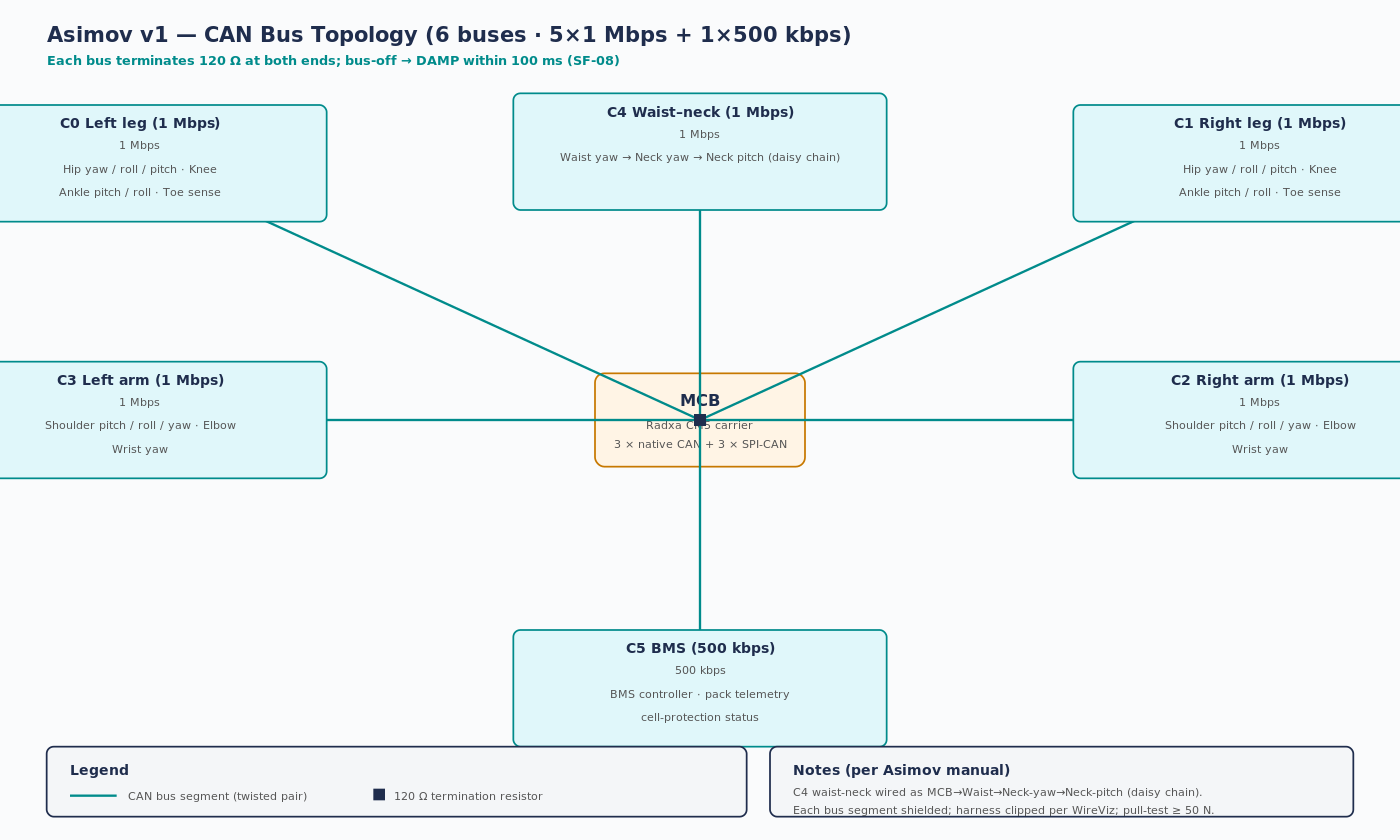 Asimov v1 — CAN Bus Topology (6 buses · 5×1 Mbps + 1×500 kbps)
Each bus terminates 120 Ω at both ends; bus-off → DAMP within 100 ms (SF-08)
C0 Left leg (1 Mbps)
1 Mbps
Hip yaw / roll / pitch · Knee
Ankle pitch / roll · Toe sense
C4 Waist–neck (1 Mbps)
1 Mbps
Waist yaw → Neck yaw → Neck pitch (daisy chain)
C1 Right leg (1 Mbps)
1 Mbps
Hip yaw / roll / pitch · Knee
Ankle pitch / roll · Toe sense
C3 Left arm (1 Mbps)
1 Mbps
Shoulder pitch / roll / yaw · Elbow
Wrist yaw
MCB
Radxa CM5 carrier
3 × native CAN + 3 × SPI-CAN
C2 Right arm (1 Mbps)
1 Mbps
Shoulder pitch / roll / yaw · Elbow
Wrist yaw
C5 BMS (500 kbps)
500 kbps
BMS controller · pack telemetry
cell-protection status
Legend
CAN bus segment (twisted pair)
120 Ω termination resistor
Notes (per Asimov manual)
C4 waist-neck wired as MCB→Waist→Neck-yaw→Neck-pitch (daisy chain).
Each bus segment shielded; harness clipped per WireViz; pull-test ≥ 50 N.